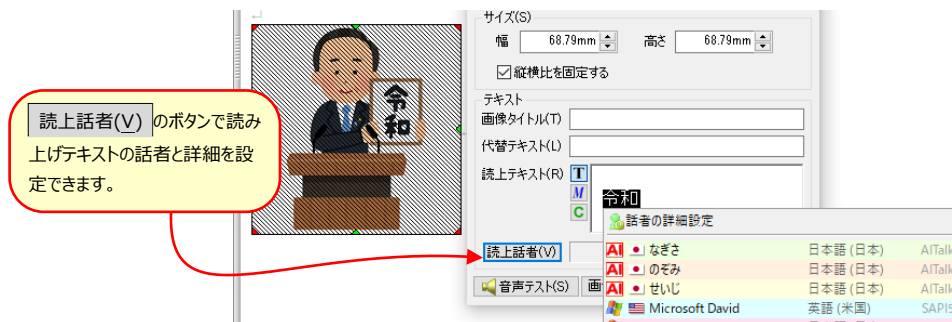 読上話者(V) のボタンで読み
上げテキストの話者と詳細を設
定できます。
令
和
サイズ(S)
幅 68.79mm 高さ 68.79mm
縦横比を固定する
テキスト
画像タイトル(T)
代替テキスト(L)
読上テキスト(R) T
M
C
令和
読上話者(V)
音声テスト(S) 画
話者の詳細設定
AI なぎさ 日本語 (日本) AITalk
AI のぞみ 日本語 (日本) AITalk
AI せいじ 日本語 (日本) AITalk
Microsoft David 英語 (米国) SAPI5